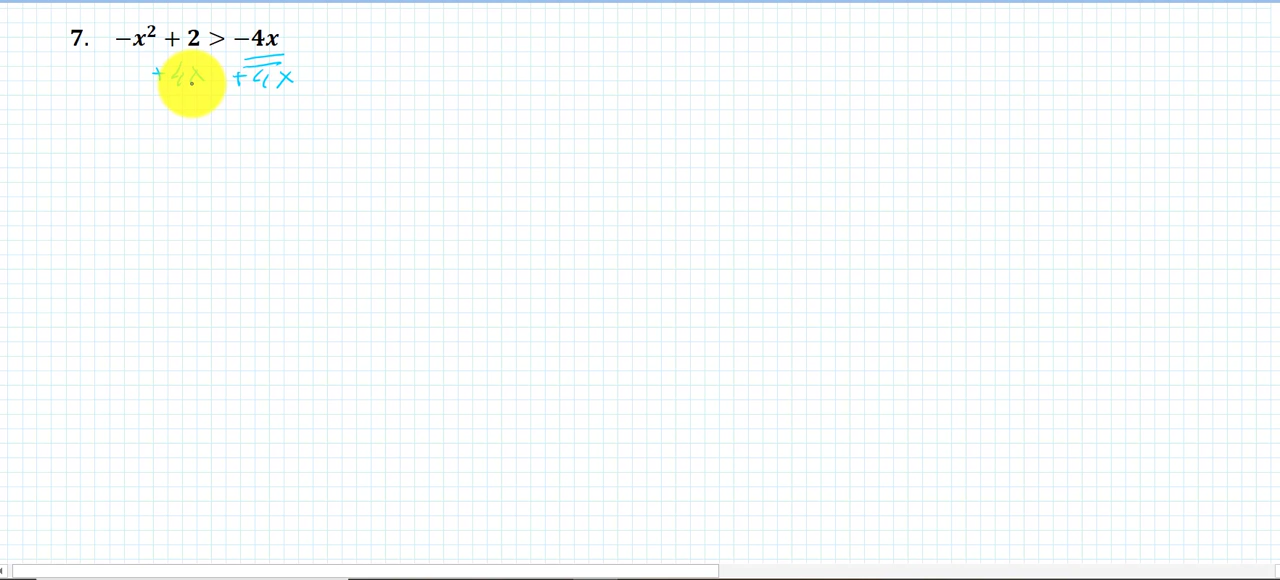 7. −x² + 2 > −4x
+4x +4x